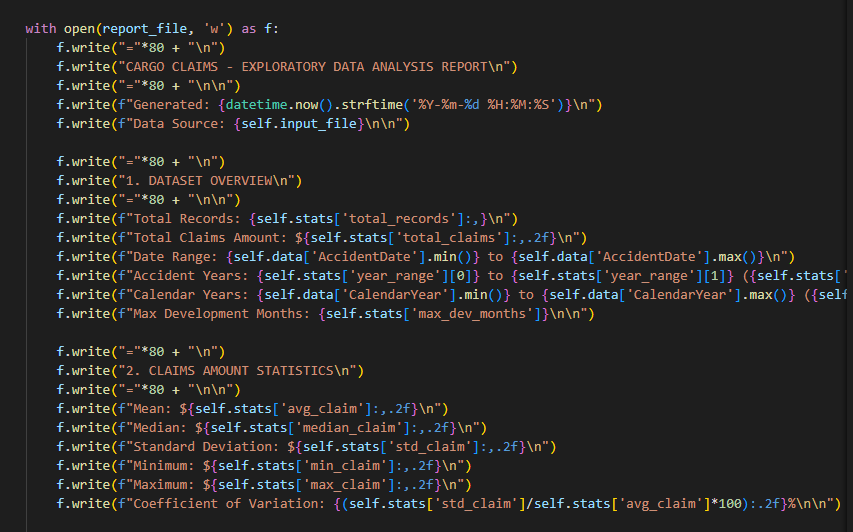 with open(report_file, 'w') as f:
    f.write("="*80 + "\n")
    f.write("CARGO CLAIMS - EXPLORATORY DATA ANALYSIS REPORT\n")
    f.write("="*80 + "\n\n")
    f.write(f"Generated: {datetime.now().strftime('%Y-%m-%d %H:%M:%S')}\n")
    f.write(f"Data Source: {self.input_file}\n\n")

    f.write("="*80 + "\n")
    f.write("1. DATASET OVERVIEW\n")
    f.write("="*80 + "\n\n")
    f.write(f"Total Records: {self.stats['total_records']:,}\n")
    f.write(f"Total Claims Amount: ${self.stats['total_claims']:,.2f}\n")
    f.write(f"Date Range: {self.data['AccidentDate'].min()} to {self.data['AccidentDate'].max()}\n")
    f.write(f"Accident Years: {self.stats['year_range'][0]} to {self.stats['year_range'][1]} ({self.stats['
    f.write(f"Calendar Years: {self.data['CalendarYear'].min()} to {self.data['CalendarYear'].max()} ({self
    f.write(f"Max Development Months: {self.stats['max_dev_months']}\n\n")

    f.write("="*80 + "\n")
    f.write("2. CLAIMS AMOUNT STATISTICS\n")
    f.write("="*80 + "\n\n")
    f.write(f"Mean: ${self.stats['avg_claim']:,.2f}\n")
    f.write(f"Median: ${self.stats['median_claim']:,.2f}\n")
    f.write(f"Standard Deviation: ${self.stats['std_claim']:,.2f}\n")
    f.write(f"Minimum: ${self.stats['min_claim']:,.2f}\n")
    f.write(f"Maximum: ${self.stats['max_claim']:,.2f}\n")
    f.write(f"Coefficient of Variation: {(self.stats['std_claim']/self.stats['avg_claim']*100):.2f}%\n\n")